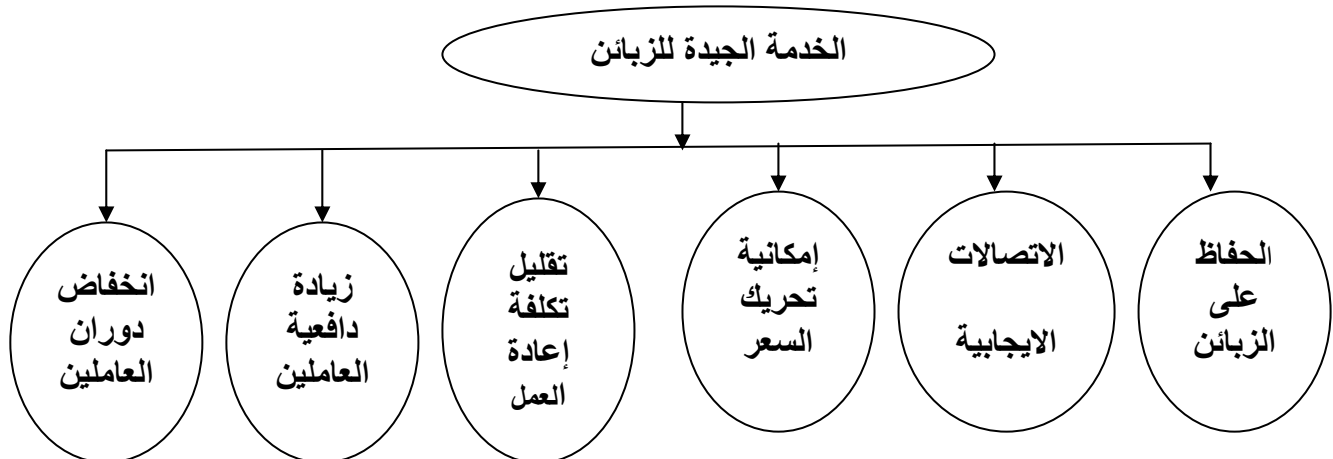 الخدمة الجيدة للزبائن
الحفاظ
على
الزبائن
الاتصالات
الايجابية
إمكانية
تحريك
السعر
تقليل
تكلفة
إعادة
العمل
زيادة
دافعية
العاملين
انخفاض
دوران
العاملين